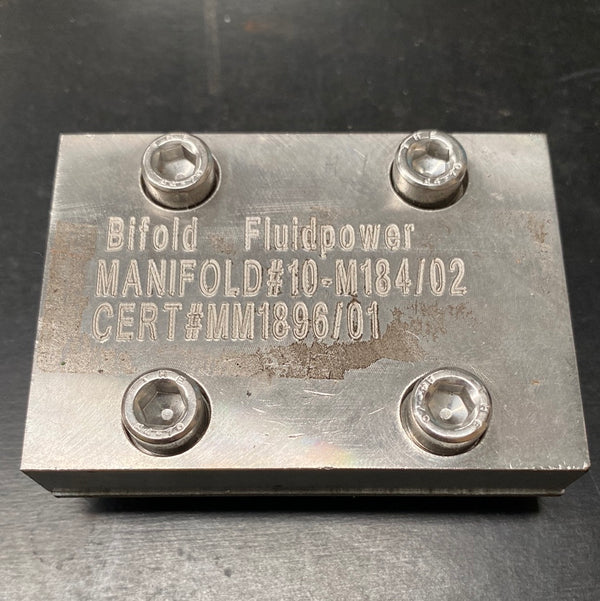 Bifold Fluidpower
MANIFOLD#10-M184/02
CERT#MM1896/01